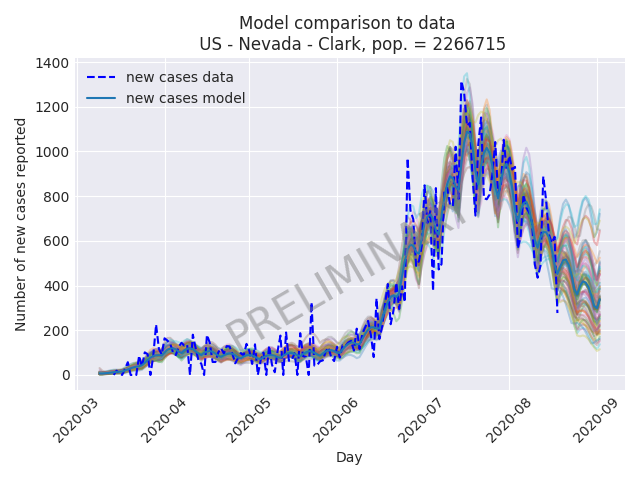 Model comparison to data
US - Nevada - Clark, pop. = 2266715
Number of new cases reported
1400
1200
1000
800
600
400
200
0
new cases data
new cases model
PRELIMINARY
2020-03
2020-04
2020-05
2020-06
2020-07
2020-08
2020-09
Day